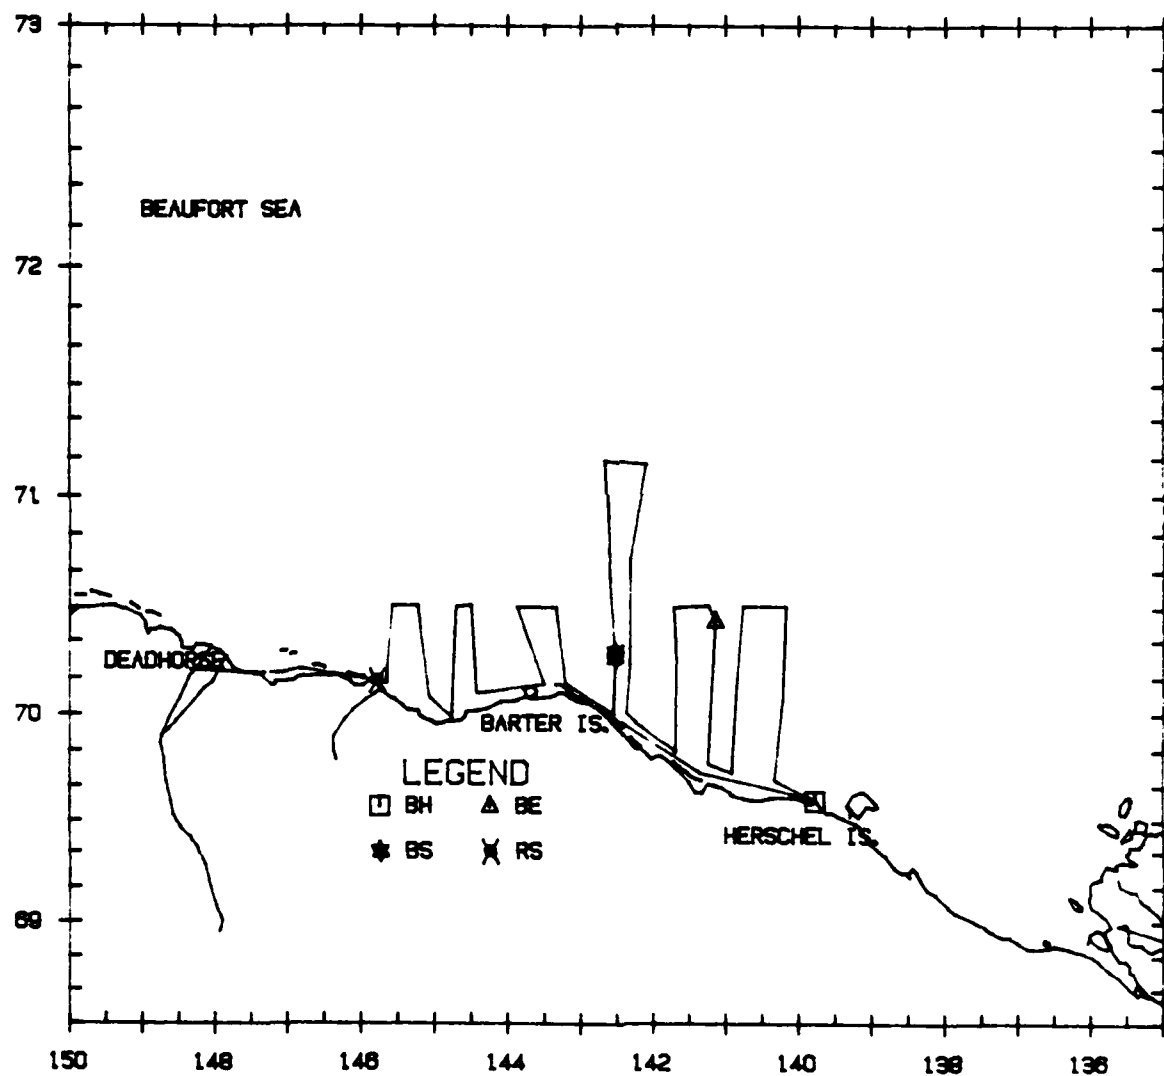 73
BEAUFORT SEA
72
71
DEADHORSE
70
BARTER IS.
LEGEND
BH BE
HERSCHEL IS.
BS RS
69
150 148 146 144 142 140 138 136